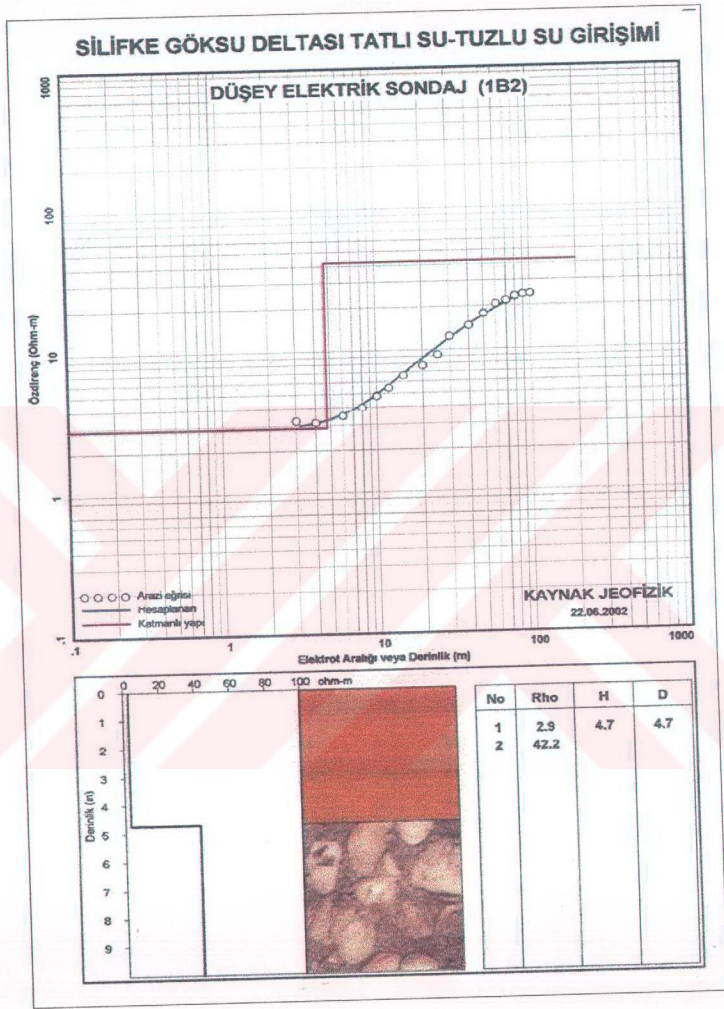 SİLİFKE GÖKSU DELTASI TATLI SU-TUZLU SU GİRİŞİMİ
DÜŞEY ELEKTRİK SONDAJ (1B2)
1000
100
10
1
.1
Özdirenç (Ohm-m)
Arazi eğrisi
Hesaplanan
Katmanlı yapı
KAYNAK JEOFİZİK
22.06.2002
.1 1 10 100 1000
Elektrot Aralığı veya Derinlik (m)
0 20 40 60 80 100 ohm-m
0
1
2
3
4
5
6
7
8
9
Derinlik (m)
No Rho H D
1 2.9 4.7 4.7
2 42.2